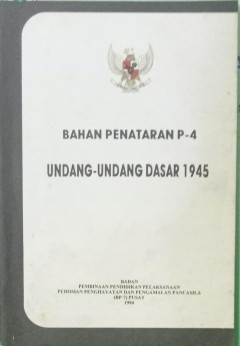 BAHAN PENATARAN P-4
UNDANG-UNDANG DASAR 1945
BADAN
PEMBINAAN PENDIDIKAN PELAKSANAAN
PEDOMAN PENGHAYATAN DAN PENGAMALAN PANCASILA
(BP-7) PUSAT
1994